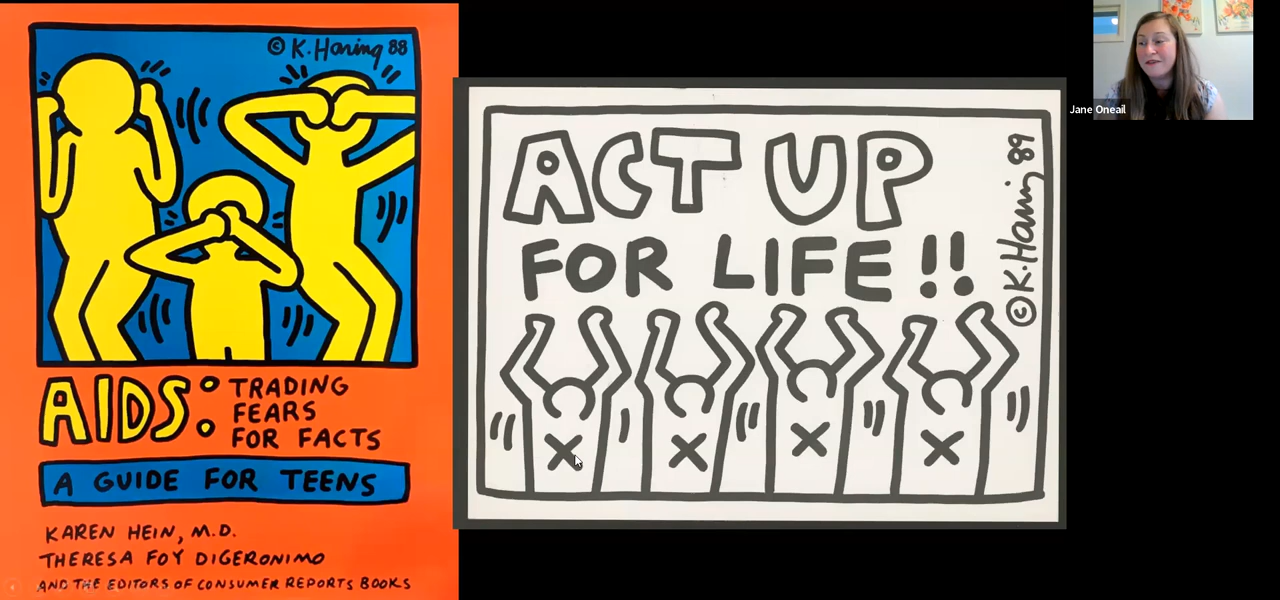 © K. Haring 88
AIDS:
TRADING
FEARS
FOR FACTS
A GUIDE FOR TEENS
KAREN HEIN, M.D.
THERESA FOY DIGERONIMO
AND THE EDITORS OF CONSUMER REPORTS BOOKS
ACT UP
FOR LIFE!!
© K. Haring 89
Jane Oneail